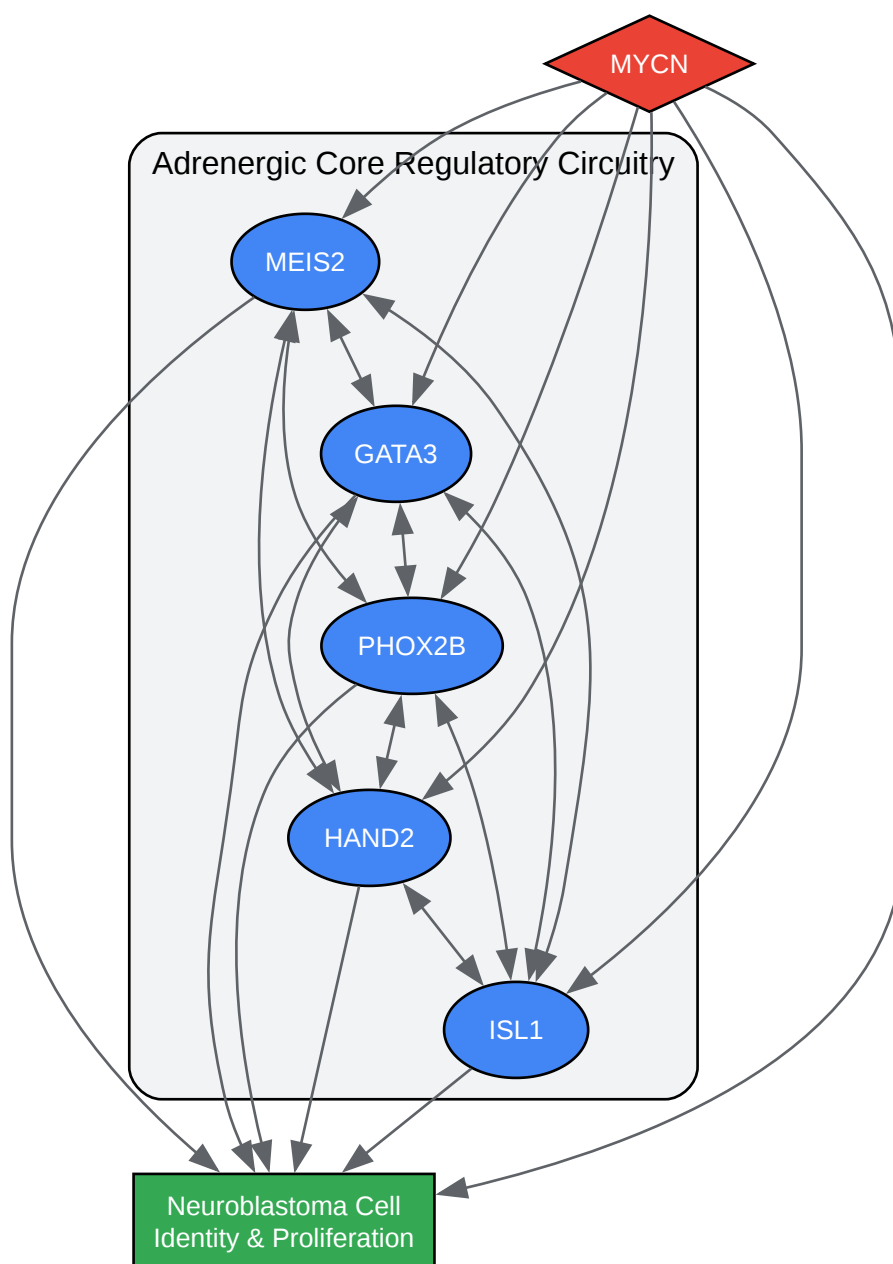 MYCN
Adrenergic Core Regulatory Circuitry
MEIS2
GATA3
PHOX2B
HAND2
ISL1
Neuroblastoma Cell
Identity & Proliferation